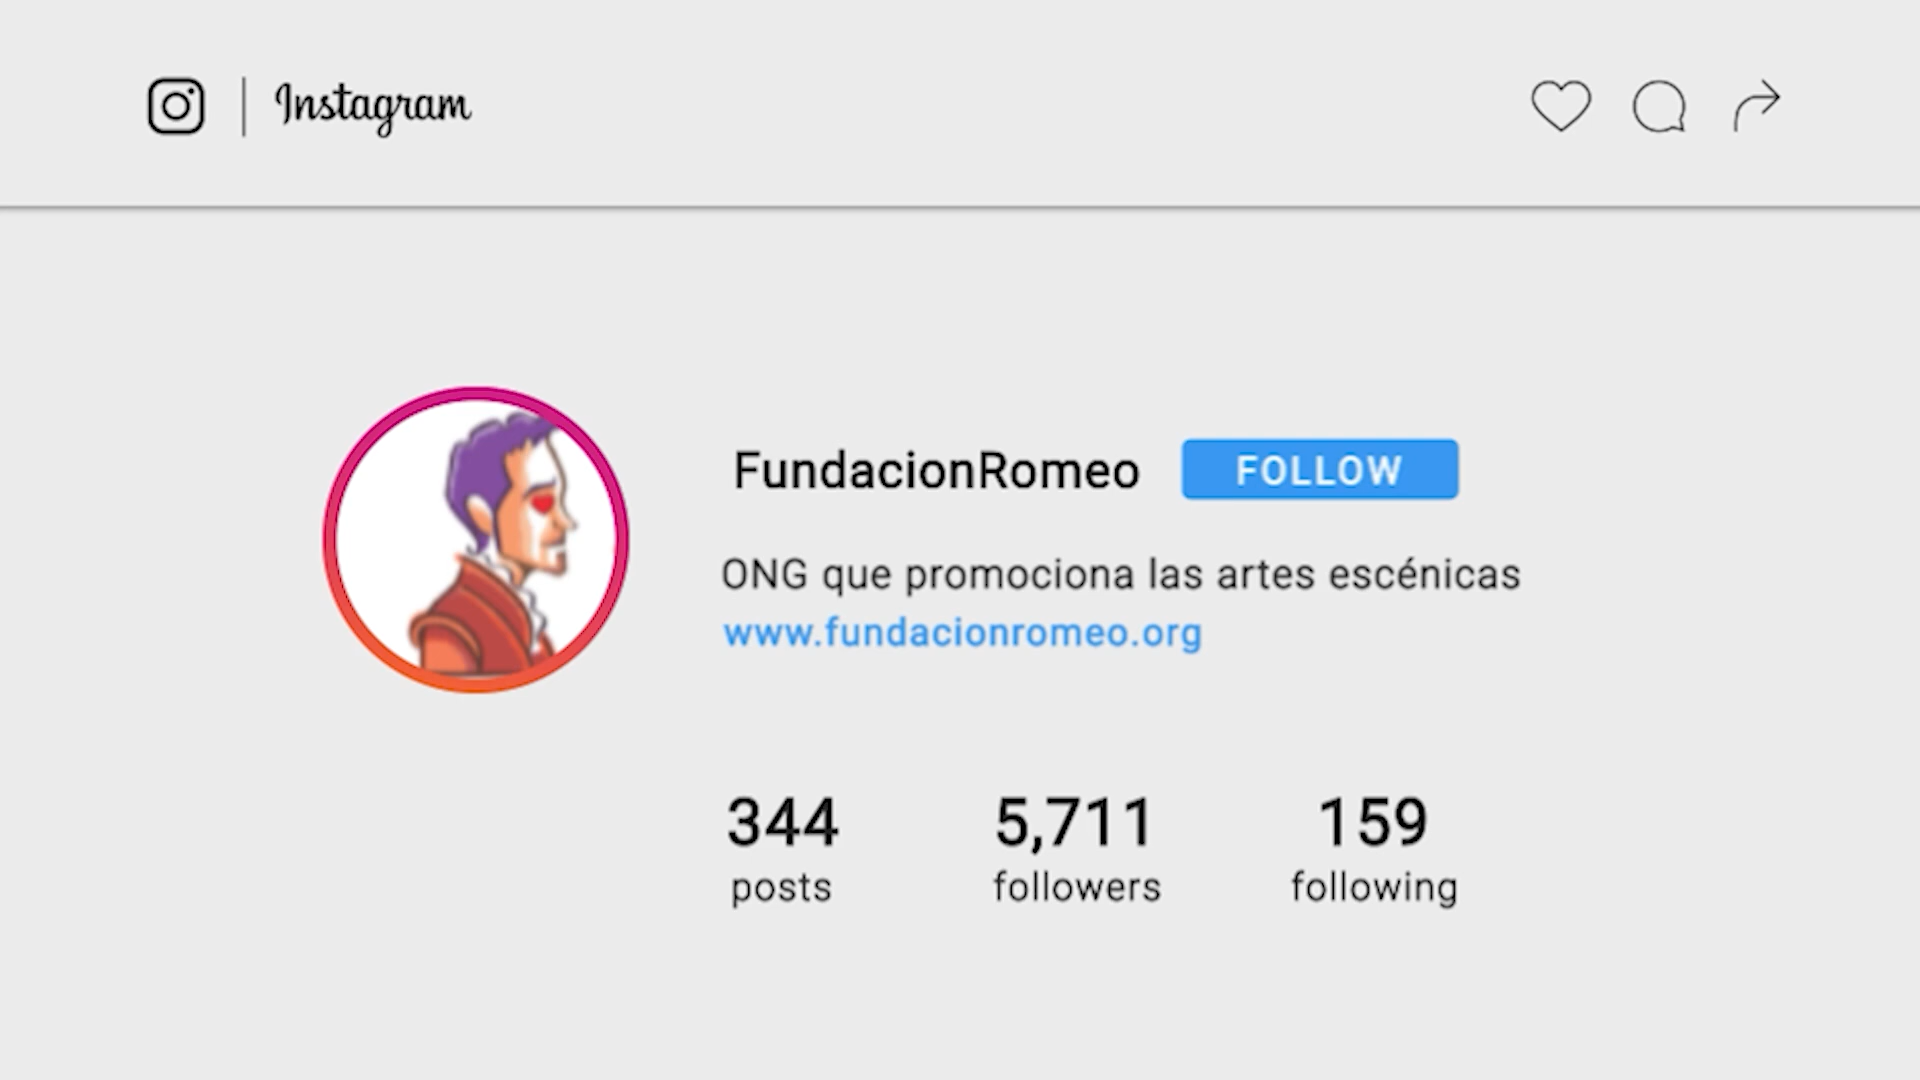 Instagram
FundacionRomeo FOLLOW
ONG que promociona las artes escénicas
www.fundacionromeo.org
344 5,711 159
posts followers following